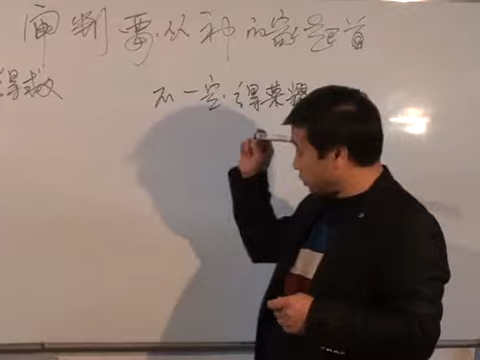 审判要从神的家起首
得救
不一定得荣耀